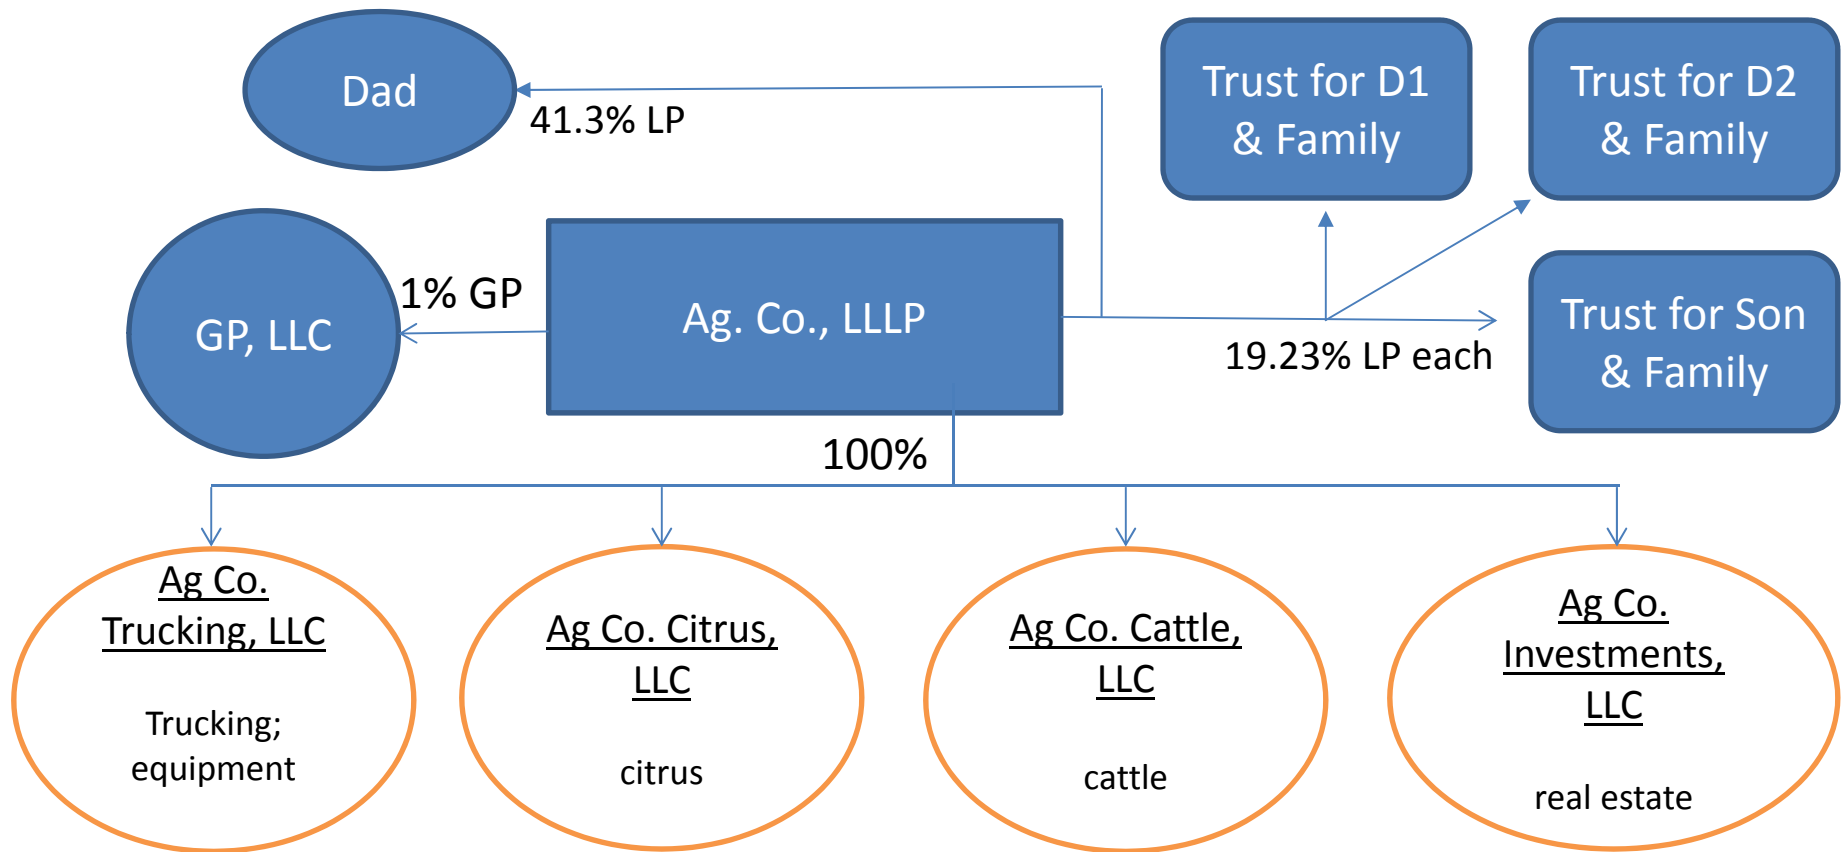 Dad
41.3% LP
Trust for D1
& Family
Trust for D2
& Family
GP, LLC
1% GP
Ag. Co., LLLP
19.23% LP each
Trust for Son
& Family
100%
Ag Co.
Trucking, LLC
Trucking;
equipment
Ag Co. Citrus,
LLC
citrus
Ag Co. Cattle,
LLC
cattle
Ag Co.
Investments,
LLC
real estate